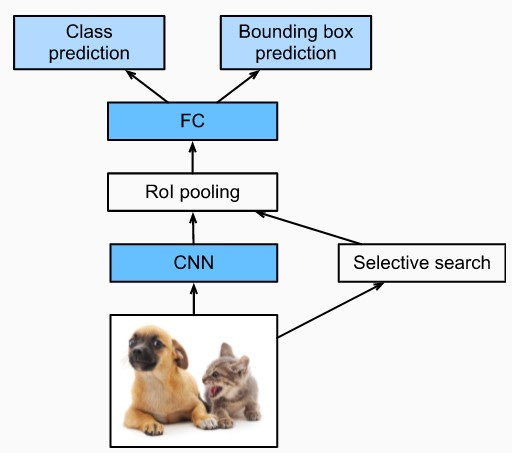 Class
prediction
Bounding box
prediction
FC
RoI pooling
CNN
Selective search